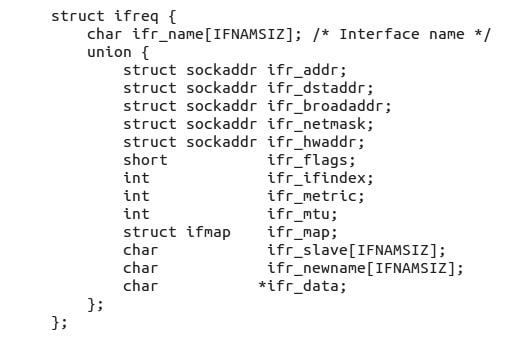 struct ifreq {
    char ifr_name[IFNAMSIZ]; /* Interface name */
    union {
        struct sockaddr ifr_addr;
        struct sockaddr ifr_dstaddr;
        struct sockaddr ifr_broadaddr;
        struct sockaddr ifr_netmask;
        struct sockaddr ifr_hwaddr;
        short           ifr_flags;
        int             ifr_ifindex;
        int             ifr_metric;
        int             ifr_mtu;
        struct ifmap    ifr_map;
        char            ifr_slave[IFNAMSIZ];
        char            ifr_newname[IFNAMSIZ];
        char           *ifr_data;
    };
};